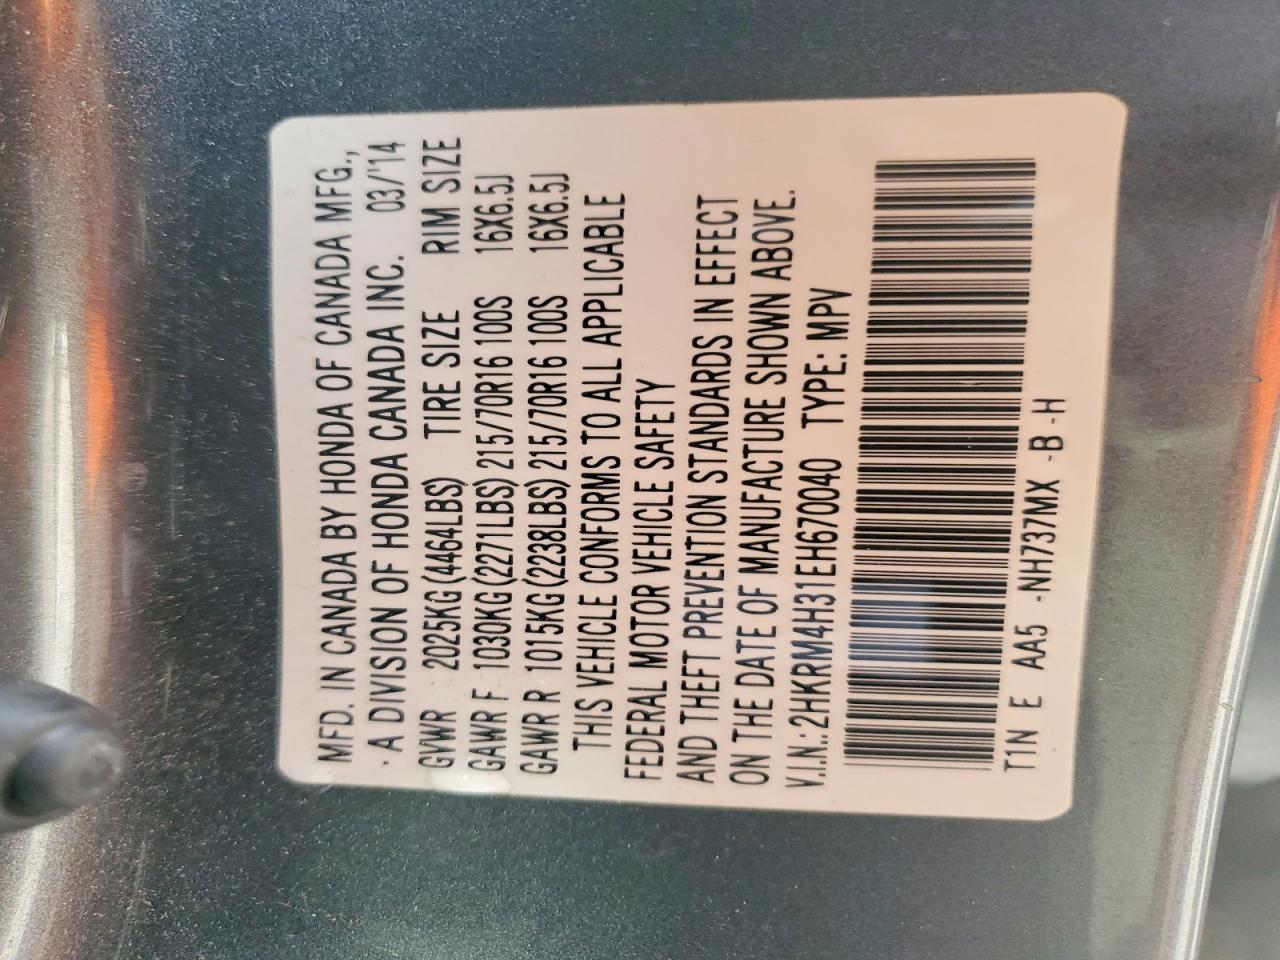 MFD. IN CANADA BY HONDA OF CANADA MFG.,
A DIVISION OF HONDA CANADA INC. 03/'14
GVWR 2025KG(4464LBS) TIRE SIZE RIM SIZE
GAWR F 1030KG(2271LBS) 215/70R16 100S 16X6.5J
GAWR R 1015KG(2238LBS) 215/70R16 100S 16X6.5J
THIS VEHICLE CONFORMS TO ALL APPLICABLE
FEDERAL MOTOR VEHICLE SAFETY
AND THEFT PREVENTION STANDARDS IN EFFECT
ON THE DATE OF MANUFACTURE SHOWN ABOVE.
V.I.N.:2HKRM4H31EH670040 TYPE: MPV
T1N E AA5 -NH737MX -B -H